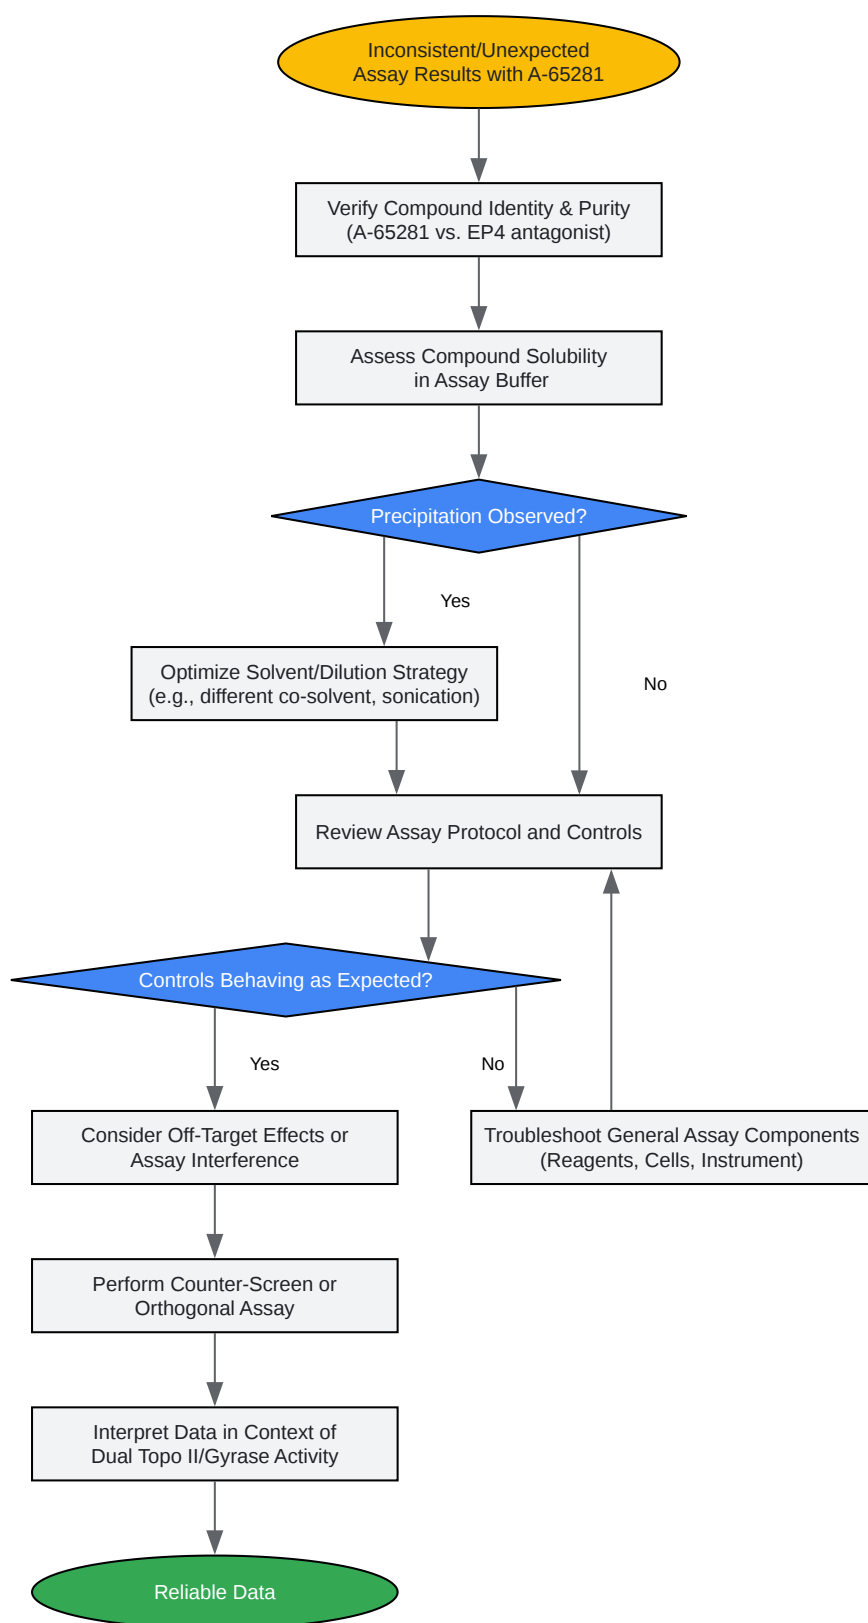 Inconsistent/Unexpected
Assay Results with A-65281
Verify Compound Identity & Purity
(A-65281 vs. EP4 antagonist)
Assess Compound Solubility
in Assay Buffer
Precipitation Observed?
Yes
Optimize Solvent/Dilution Strategy
(e.g., different co-solvent, sonication)
No
Review Assay Protocol and Controls
Controls Behaving as Expected?
Yes
No
Consider Off-Target Effects or
Assay Interference
Troubleshoot General Assay Components
(Reagents, Cells, Instrument)
Perform Counter-Screen or
Orthogonal Assay
Interpret Data in Context of
Dual Topo II/Gyrase Activity
Reliable Data